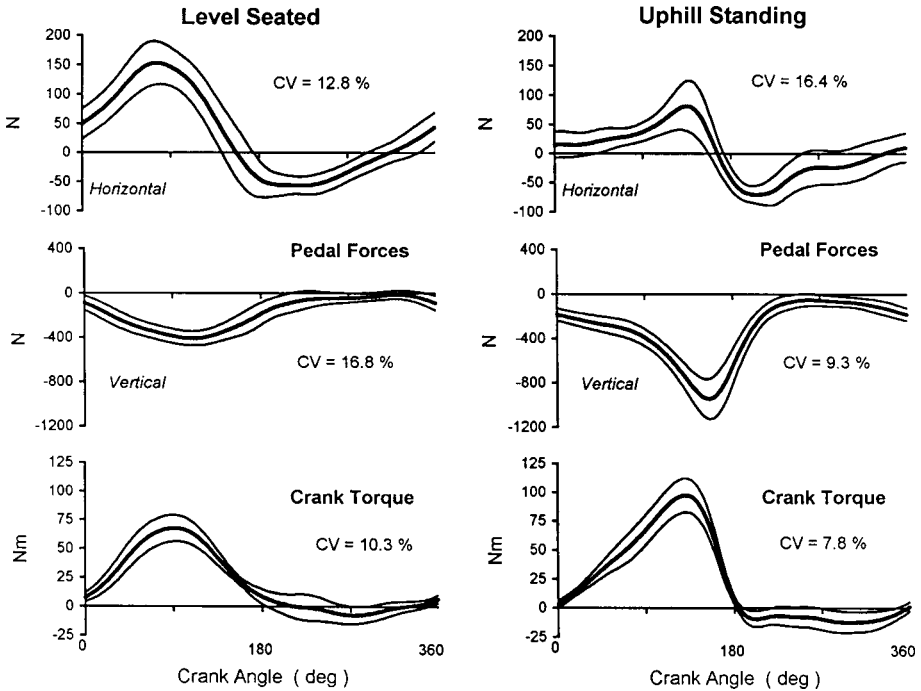 Level Seated
Uphill Standing
200
150
100
50
0
-50
-100
N
CV = 12.8 %
Horizontal
200
150
100
50
0
-50
-100
N
CV = 16.4 %
Horizontal
Pedal Forces
400
0
-400
-800
-1200
N
CV = 16.8 %
Vertical
Pedal Forces
400
0
-400
-800
-1200
N
CV = 9.3 %
Vertical
125
100
75
50
25
0
-25
Nm
Crank Torque
CV = 10.3 %
0
180
360
Crank Angle ( deg )
125
100
75
50
25
0
-25
Nm
Crank Torque
CV = 7.8 %
0
180
360
Crank Angle ( deg )